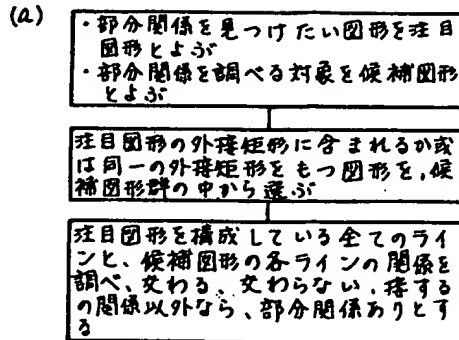 (a)
・部分関係を見つけたい図形を注目
図形とよぶ
・部分関係を調べる対象を候補図形
とよぶ
注目図形の外接矩形に含まれるか或
は同一の外接矩形をもつ図形を、候
補図形群の中から選ぶ
注目図形を構成している全てのライ
ンと、候補図形の各ラインの関係を
調べ、交わる、交わらない、接する
の関係以外なら、部分関係ありとす
る